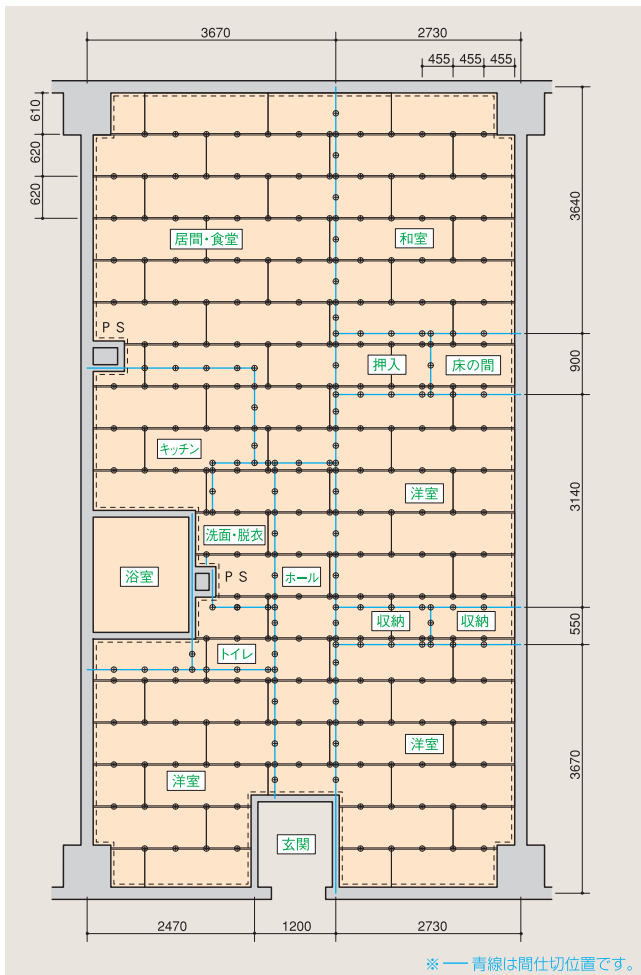 3670
2730
455
455
455
610
620
620
3640
居間・食堂
和室
P S
押入
床の間
900
キッチン
洋室
3140
洗面・脱衣
浴室
P S
ホール
収納
収納
550
トイレ
洋室
洋室
3670
玄関
2470
1200
2730
※ ― 青線は間仕切位置です。